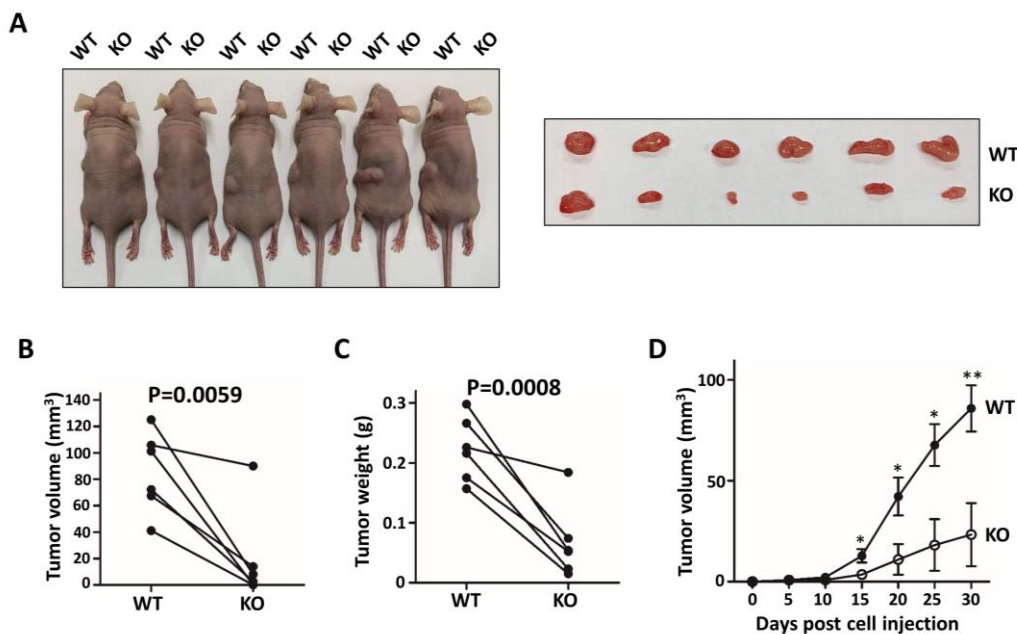 A
WT KO WT KO WT KO WT KO WT KO WT KO
WT
KO
B
P=0.0059
Tumor volume (mm³)
140
120
100
80
60
40
20
0
WT KO
C
P=0.0008
Tumor weight (g)
0.3
0.2
0.1
0
WT KO
D
Tumor volume (mm³)
100
50
0
* * * **
WT
KO
0 5 10 15 20 25 30
Days post cell injection